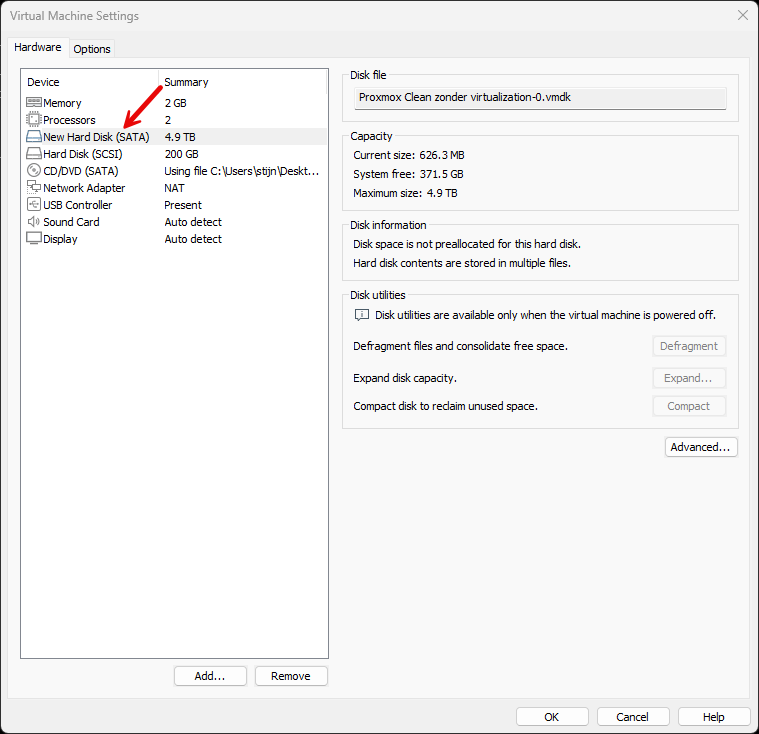 Virtual Machine Settings
Hardware Options
Device Summary
Memory 2 GB
Processors 2
New Hard Disk (SATA) 4.9 TB
Hard Disk (SCSI) 200 GB
CD/DVD (SATA) Using file C:\Users\stijn\Deskt...
Network Adapter NAT
USB Controller Present
Sound Card Auto detect
Display Auto detect
Add...
Remove
Disk file
Proxmox Clean zonder virtualization-0.vmdk
Capacity
Current size: 626.3 MB
System free: 371.5 GB
Maximum size: 4.9 TB
Disk information
Disk space is not preallocated for this hard disk.
Hard disk contents are stored in multiple files.
Disk utilities
Disk utilities are available only when the virtual machine is powered off.
Defragment files and consolidate free space. Defragment
Expand disk capacity. Expand...
Compact disk to reclaim unused space. Compact
Advanced...
OK Cancel Help